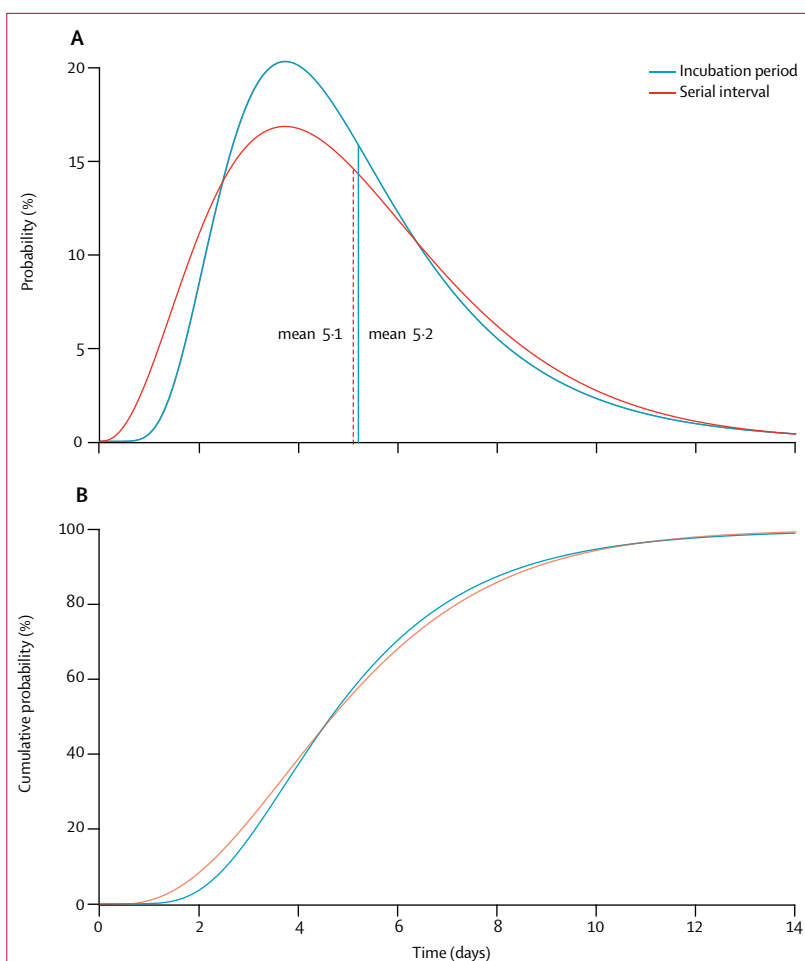 A
20
15
10
5
0
Probability (%)
Incubation period
Serial interval
mean 5·1
mean 5·2
B
100
80
60
40
20
0
Cumulative probability (%)
0 2 4 6 8 10 12 14
Time (days)